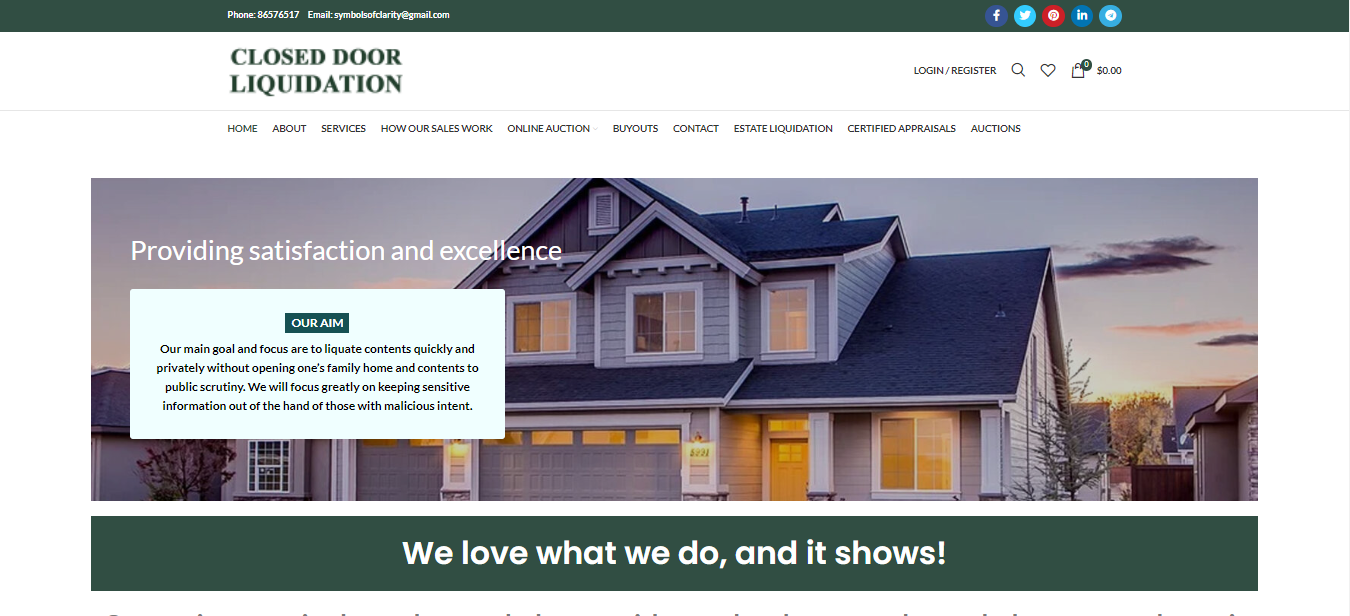 Phone: 86576517 Email: symbolsofclarity@gmail.com
CLOSED DOOR
LIQUIDATION
LOGIN / REGISTER
0
$0.00
HOME ABOUT SERVICES HOW OUR SALES WORK ONLINE AUCTION BUYOUTS CONTACT ESTATE LIQUIDATION CERTIFIED APPRAISALS AUCTIONS
Providing satisfaction and excellence
OUR AIM
Our main goal and focus are to liquate contents quickly and
privately without opening one's family home and contents to
public scrutiny. We will focus greatly on keeping sensitive
information out of the hand of those with malicious intent.
We love what we do, and it shows!